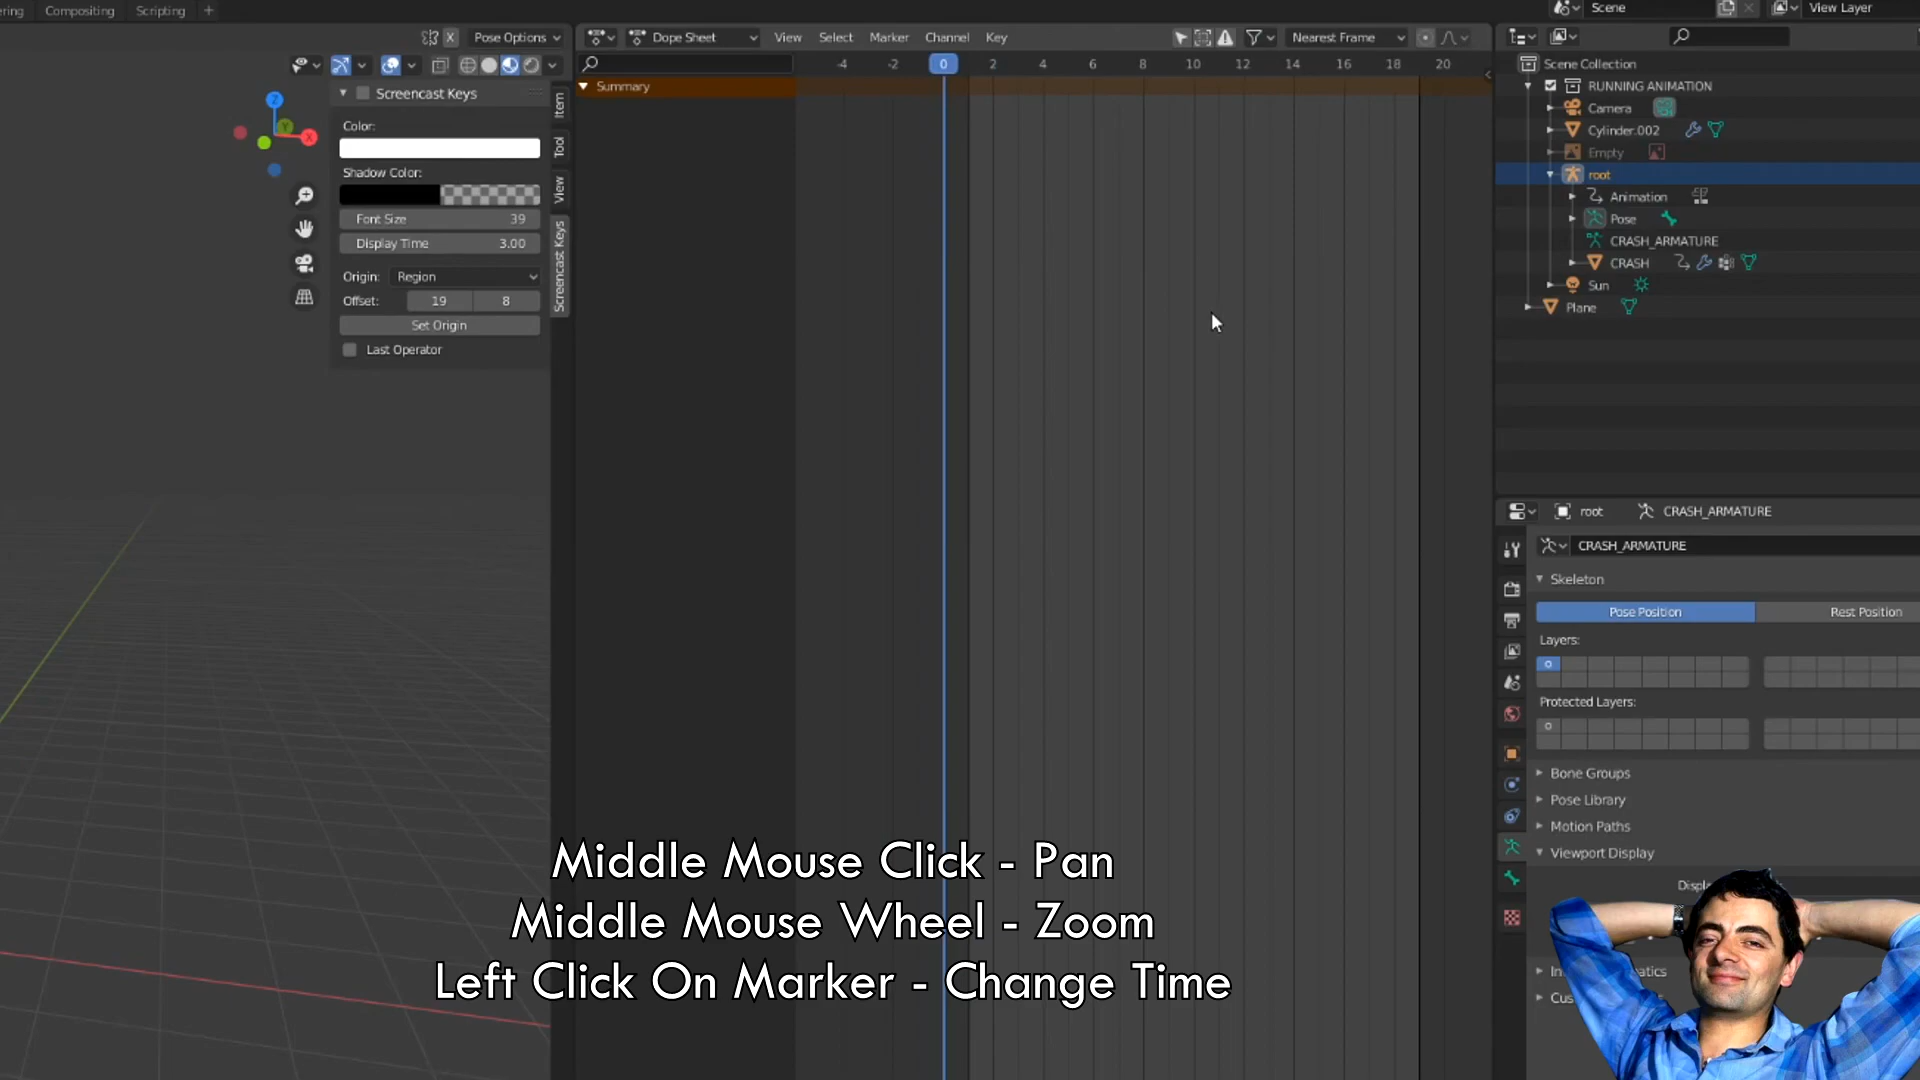 ering Compositing Scripting +
Scene View Layer
X Pose Options
Dope Sheet View Select Marker Channel Key Nearest Frame
-4 -2 0 2 4 6 8 10 12 14 16 18 20
Summary
Screencast Keys
Color:
Shadow Color:
Font Size 39
Display Time 3.00
Origin: Region
Offset: 19 8
Set Origin
Last Operator
Item
Tool
View
Screencast Keys
Z
Y
X
Scene Collection
RUNNING ANIMATION
Camera
Cylinder.002
Empty
root
Animation
Pose
CRASH_ARMATURE
CRASH
Sun
Plane
root CRASH_ARMATURE
CRASH_ARMATURE
Skeleton
Pose Position Rest Position
Layers:
Protected Layers:
Bone Groups
Pose Library
Motion Paths
Viewport Display
Middle Mouse Click - Pan
Middle Mouse Wheel - Zoom
Left Click On Marker - Change Time